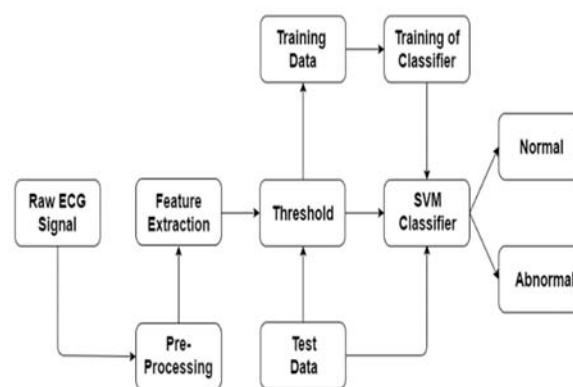 Training
Data
Training of
Classifier
Normal
Raw ECG
Signal
Feature
Extraction
Threshold
SVM
Classifier
Abnormal
Pre-
Processing
Test
Data